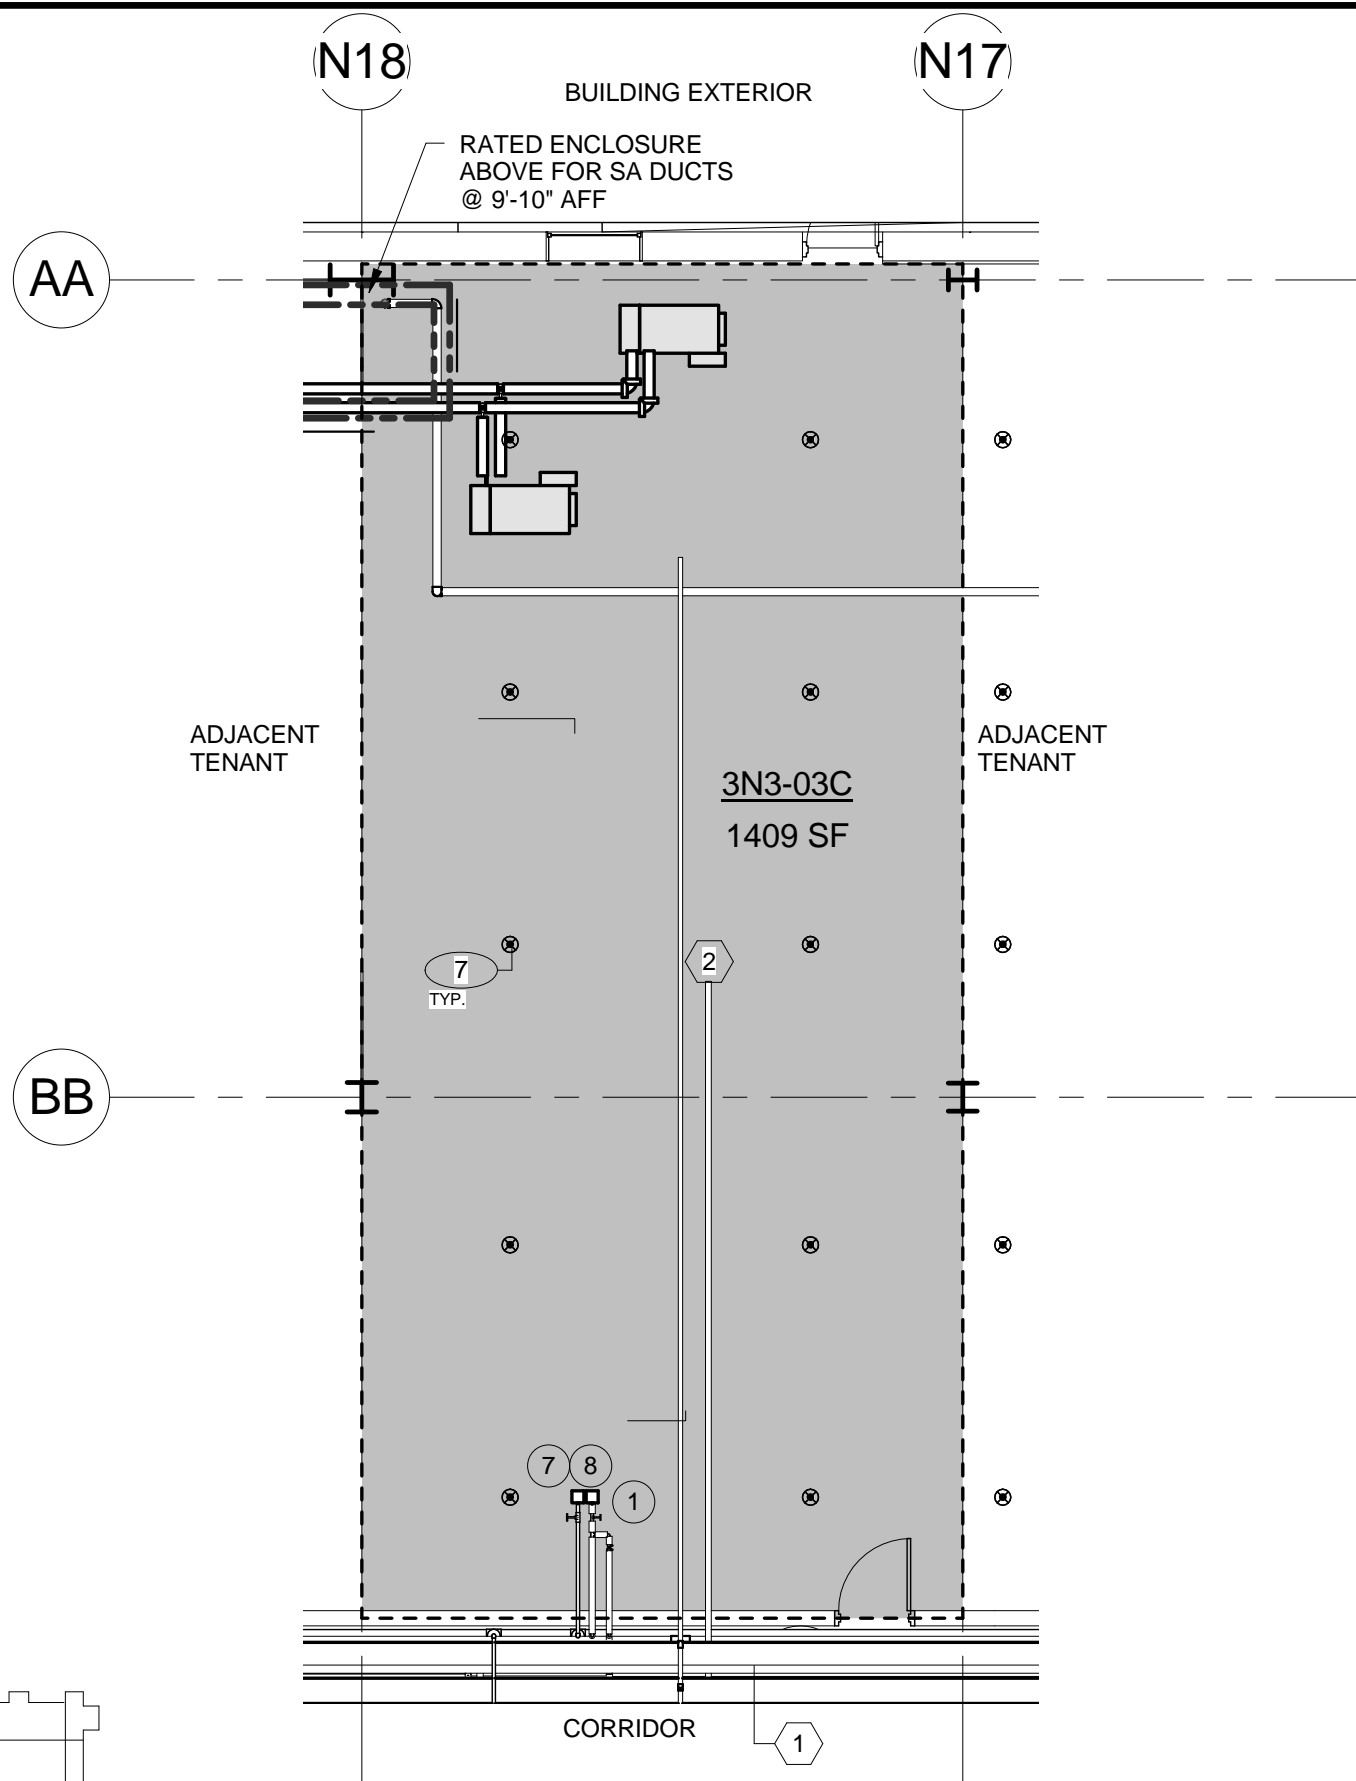 N18
N17
BUILDING EXTERIOR
RATED ENCLOSURE
ABOVE FOR SA DUCTS
@ 9'-10" AFF
AA
ADJACENT
TENANT
ADJACENT
TENANT
3N3-03C
1409 SF
7
TYP.
2
BB
7
8
1
CORRIDOR
1